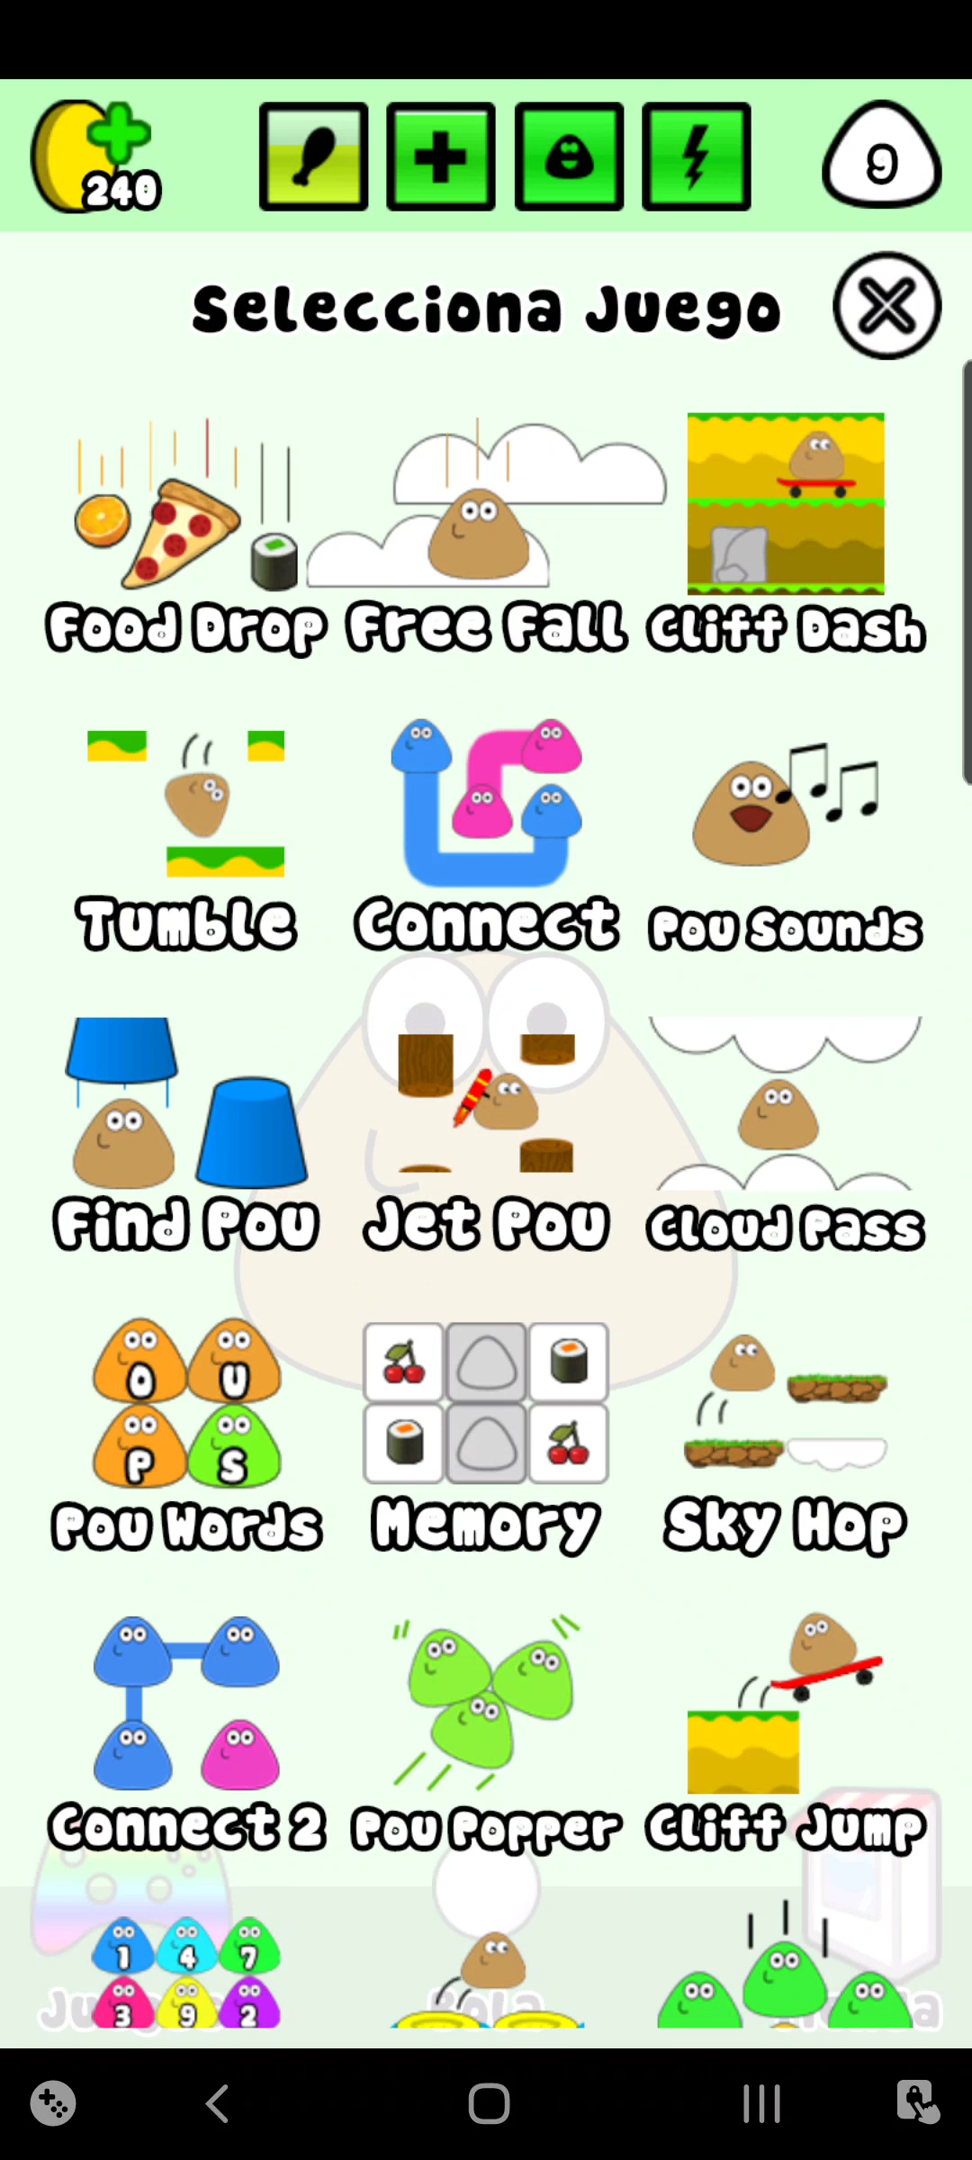 240
9
Selecciona Juego
Food Drop Free Fall Cliff Dash
Tumble Connect Pou Sounds
Find Pou Jet Pou Cloud Pass
O U
P S
Pou Words Memory Sky Hop
Connect 2 Pou Popper Cliff Jump
1 4 7
3 9 2